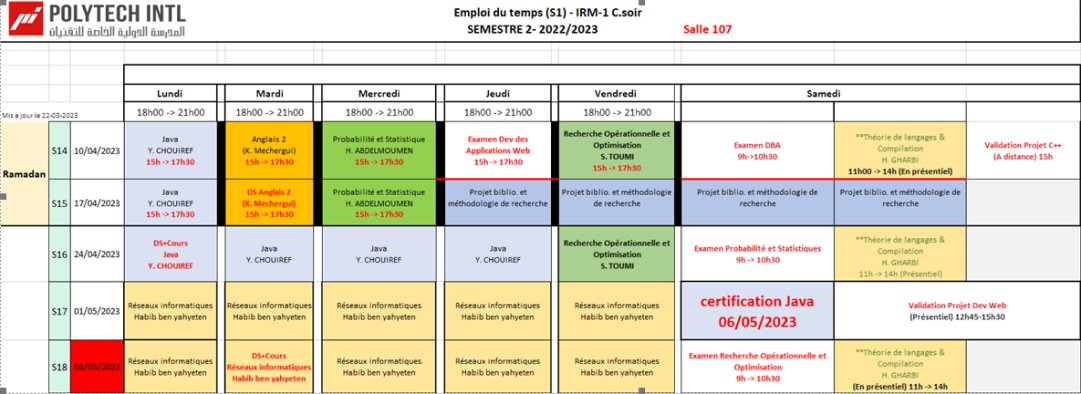 POLYTECH INTL
المدرسة الدولية الخاصة للتقنيات
Emploi du temps (S1) - IRM-1 C.soir
SEMESTRE 2- 2022/2023
Salle 107
Lundi Mardi Mercredi Jeudi Vendredi Samedi
Mis à jour le 22-03-2023
18h00 -> 21h00 18h00 -> 21h00 18h00 -> 21h00 18h00 -> 21h00 18h00 -> 21h00
Ramadan
S14 10/04/2023
Java
Y. CHOUIREF
15h -> 17h30
Anglais 2
(K. Mechergui)
15h -> 17h30
Probabilité et Statistique
H. ABDELMOUMEN
15h -> 17h30
Examen Dev des
Applications Web
15h -> 17h30
Recherche Opérationnelle et
Optimisation
S. TOUMI
15h -> 17h30
Examen DBA
9h->10h30
**Théorie de langages &
Compilation
H. GHARBI
11h00 -> 14h (En présentiel)
Validation Projet C++
(A distance) 15h
S15 17/04/2023
Java
Y. CHOUIREF
15h -> 17h30
DS Anglais 2
(K. Mechergui)
15h -> 17h30
Probabilité et Statistique
H. ABDELMOUMEN
15h -> 17h30
Projet biblio. et
méthodologie de recherche
Projet biblio. et méthodologie
de recherche
Projet biblio. et méthodologie de
recherche
Projet biblio. et méthodologie de
recherche
S16 24/04/2023
DS+Cours
Java
Y. CHOUIREF
Java
Y. CHOUIREF
Java
Y. CHOUIREF
Java
Y. CHOUIREF
Recherche Opérationnelle et
Optimisation
S. TOUMI
Examen Probabilité et Statistiques
9h -> 10h30
**Théorie de langages &
Compilation
H. GHARBI
11h -> 14h (Présentiel)
S17 01/05/2023
Réseaux informatiques
Habib ben yahyeten
Réseaux informatiques
Habib ben yahyeten
Réseaux informatiques
Habib ben yahyeten
Réseaux informatiques
Habib ben yahyeten
Réseaux informatiques
Habib ben yahyeten
certification Java
06/05/2023
Validation Projet Dev Web
(Présentiel) 12h45-15h30
S18 08/05/2023
Réseaux informatiques
Habib ben yahyeten
DS+Cours
Réseaux informatiques
Habib ben yahyeten
Réseaux informatiques
Habib ben yahyeten
Réseaux informatiques
Habib ben yahyeten
Réseaux informatiques
Habib ben yahyeten
Examen Recherche Opérationnelle et
Optimisation
9h -> 10h30
**Théorie de langages &
Compilation
H. GHARBI
(En présentiel) 11h -> 14h